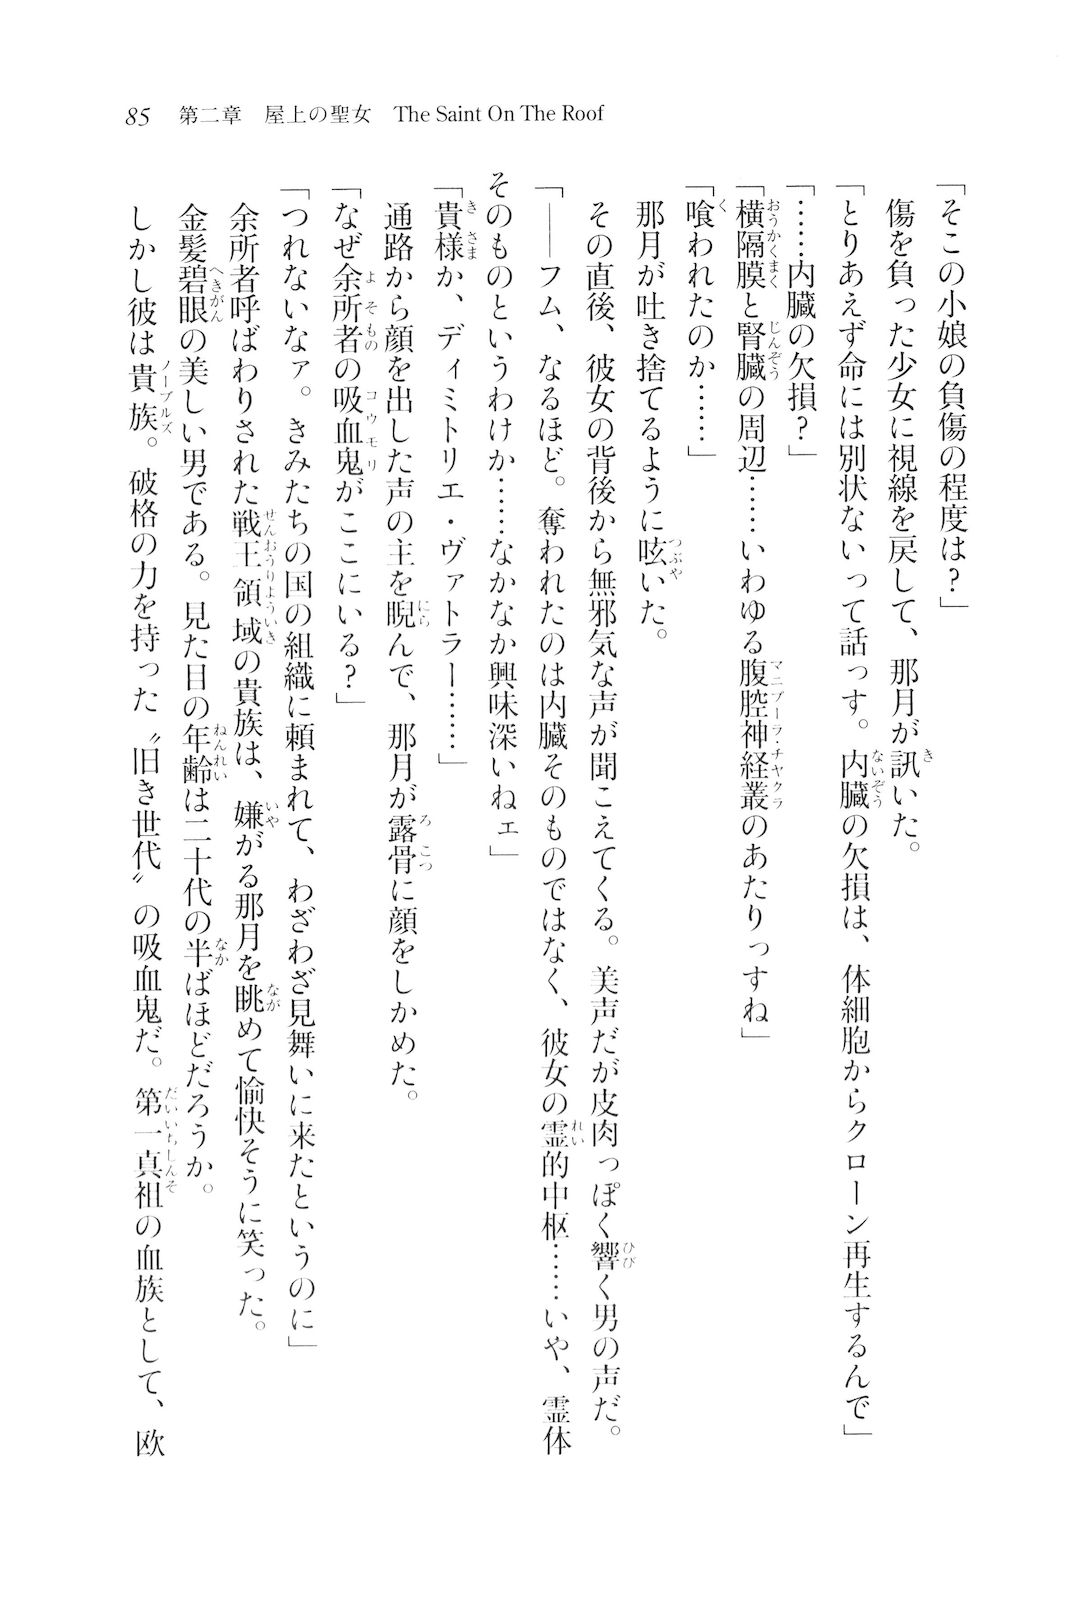 85 第二章 屋上の聖女 The Saint On The Roof
「そこの小娘の負傷の程度は？」
傷を負った少女に視線を戻して、那月が訊いた。
「とりあえず命には別状ないって話っす。内臓の欠損は、体細胞からクローン再生するんで」
「……内臓の欠損？」
「横隔膜と腎臓の周辺……いわゆる腹腔神経叢のあたりっすね」
「喰われたのか……」
那月が吐き捨てるように呟いた。
その直後、彼女の背後から無邪気な声が聞こえてくる。美声だが皮肉っぽく響く男の声だ。
「――フム、なるほど。奪われたのは内臓そのものではなく、彼女の霊的中枢……いや、霊体
そのものというわけか……なかなか興味深いねェ」
「貴様か、ディミトリエ・ヴァトラー……」
通路から顔を出した声の主を睨んで、那月が露骨に顔をしかめた。
「なぜ余所者の吸血鬼がここにいる？」
「つれないなァ。きみたちの国の組織に頼まれて、わざわざ見舞いに来たというのに」
余所者呼ばわりされた戦王領域の貴族は、嫌がる那月を眺めて愉快そうに笑った。
金髪碧眼の美しい男である。見た目の年齢は二十代の半ばほどだろうか。
しかし彼は貴族。破格の力を持った〝旧き世代〟の吸血鬼だ。第一真祖の血族として、欧